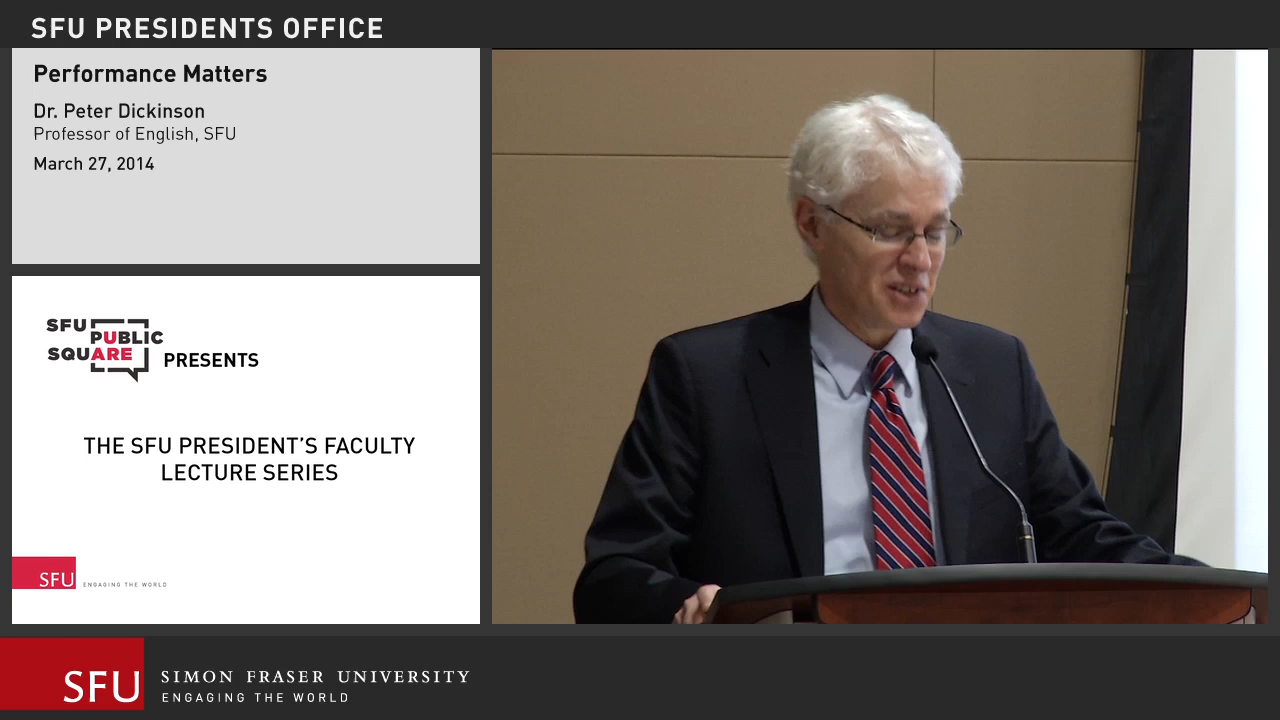 SFU PRESIDENTS OFFICE
Performance Matters
Dr. Peter Dickinson
Professor of English, SFU
March 27, 2014
SFU
PUBLIC
SQUARE PRESENTS
THE SFU PRESIDENT'S FACULTY
LECTURE SERIES
SFU ENGAGING THE WORLD
SFU SIMON FRASER UNIVERSITY
ENGAGING THE WORLD